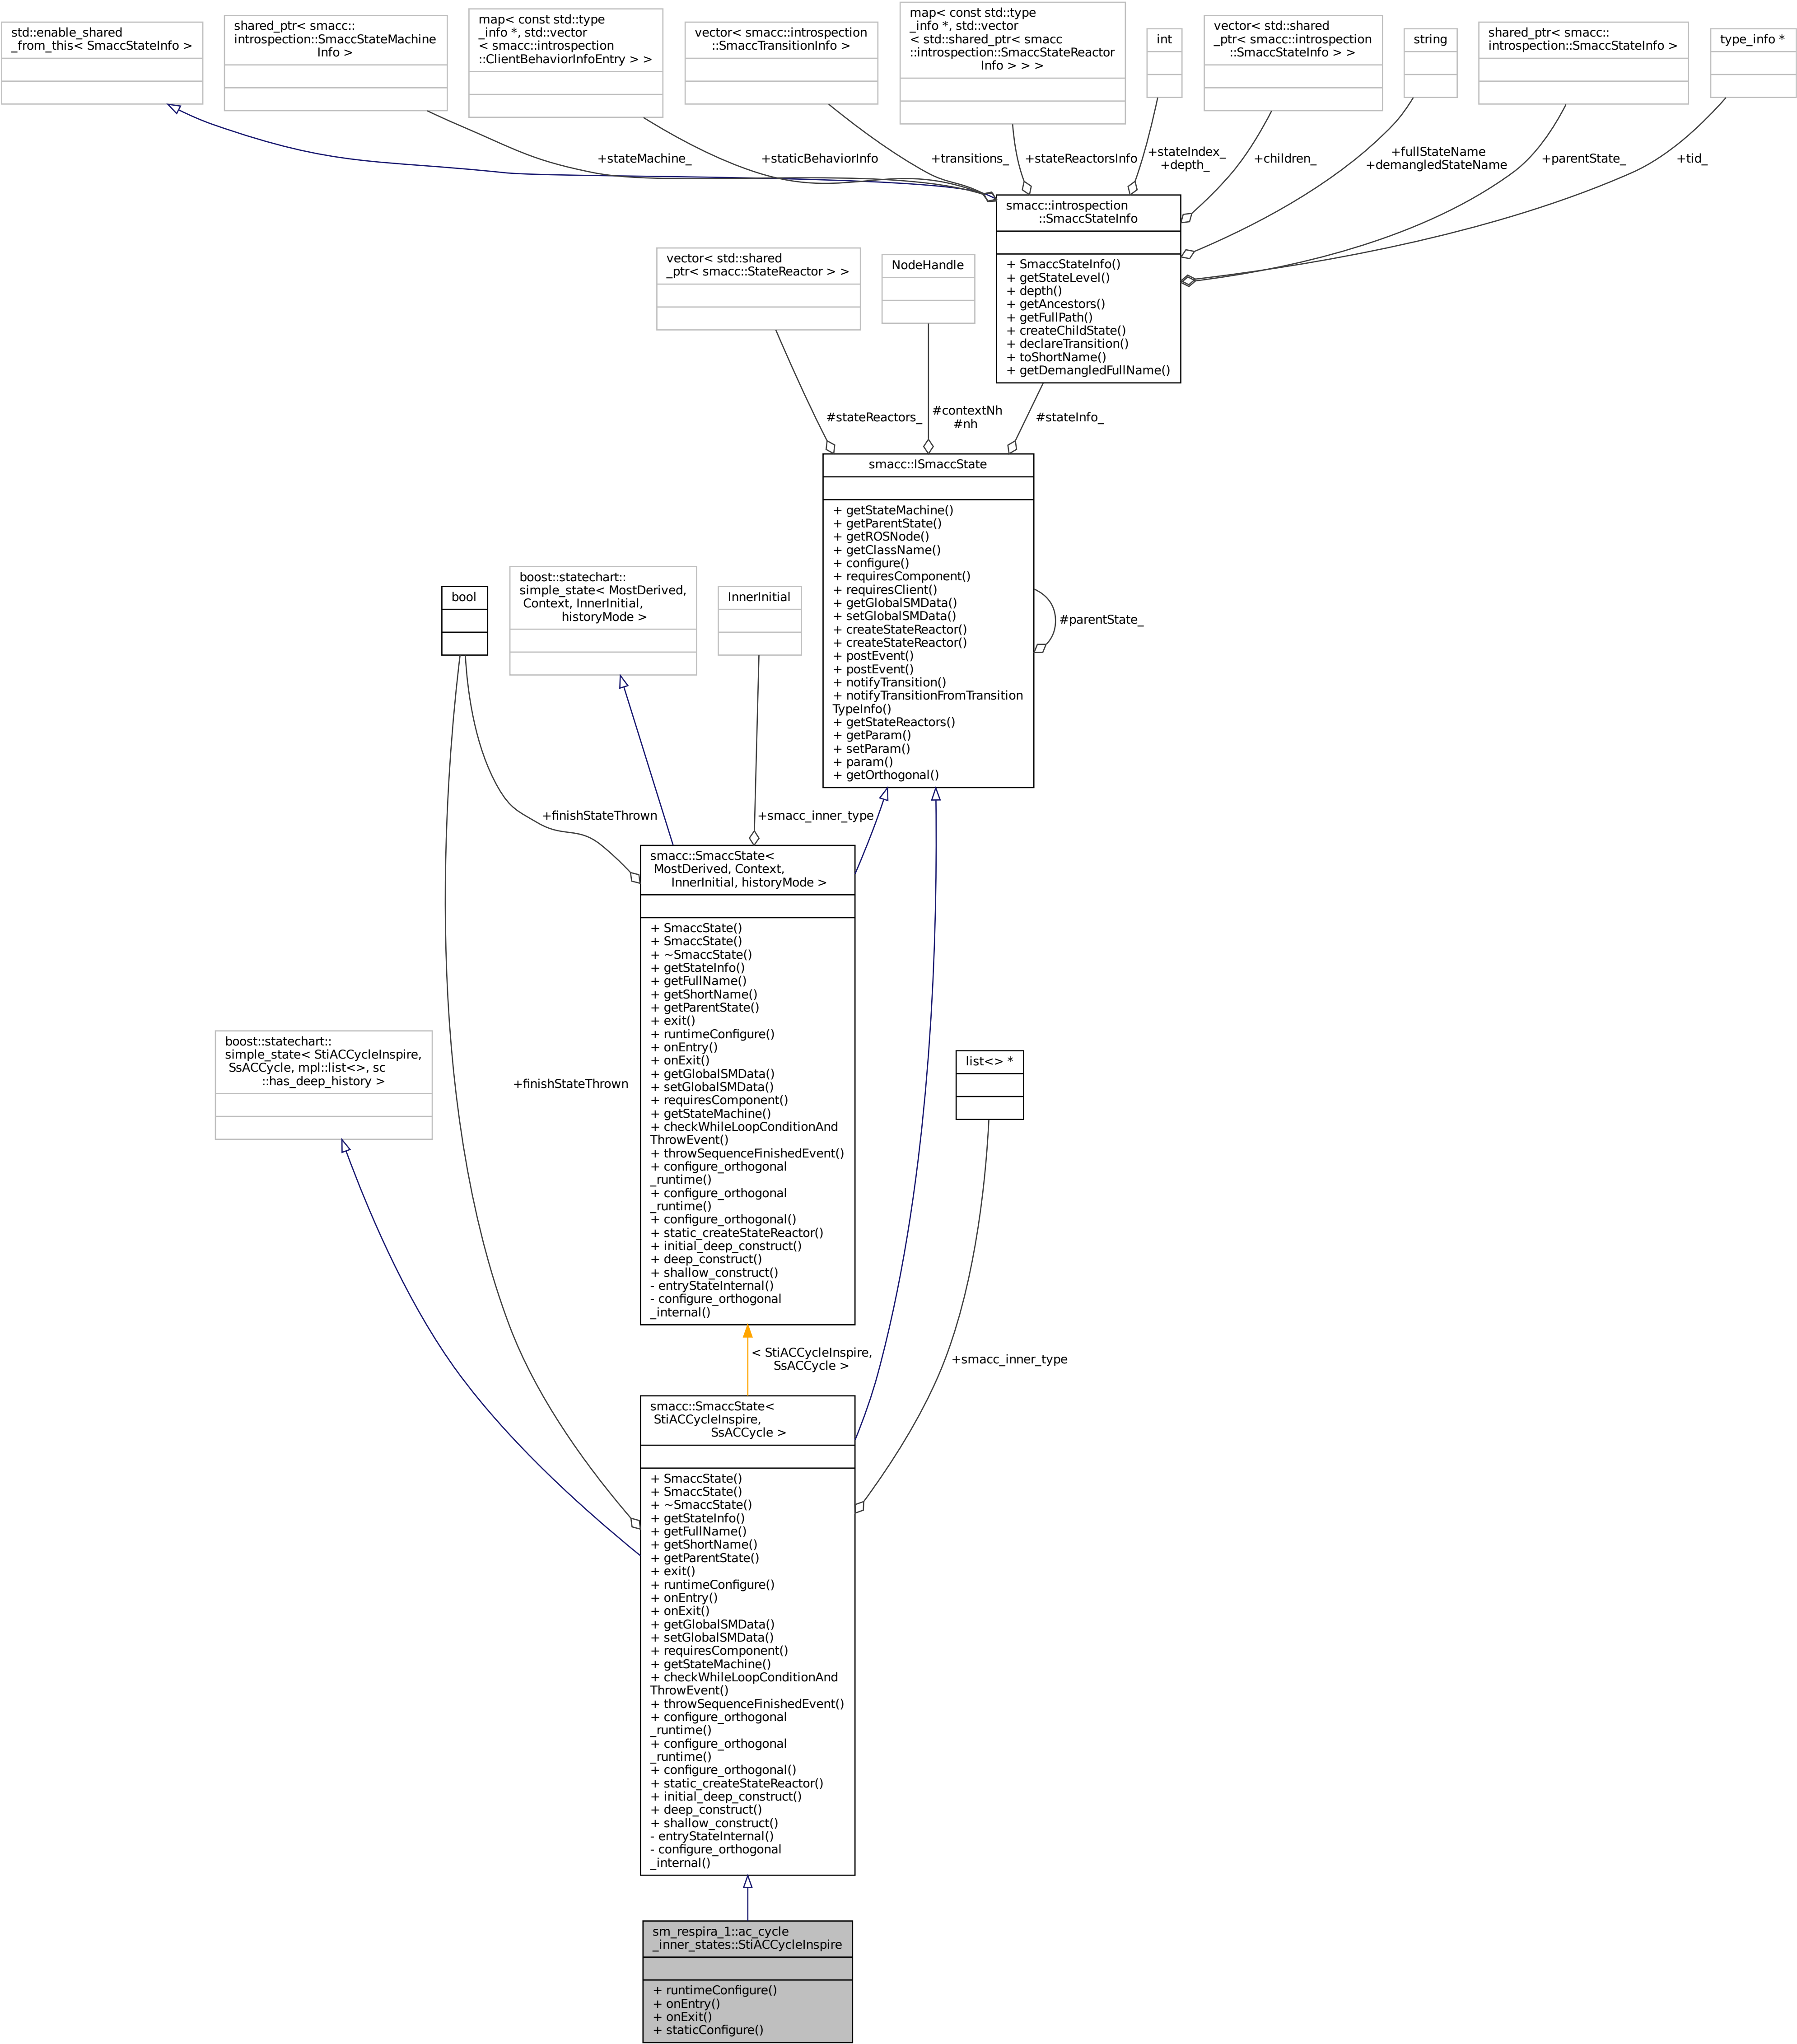 std::enable_shared
_from_this< SmaccStateInfo >
shared_ptr< smacc::
introspection::SmaccStateMachine
Info >
map< const std::type
_info *, std::vector
< smacc::introspection
::ClientBehaviorInfoEntry > >
vector< smacc::introspection
::SmaccTransitionInfo >
map< const std::type
_info *, std::vector
< std::shared_ptr< smacc
::introspection::SmaccStateReactor
Info > > >
int
vector< std::shared
_ptr< smacc::introspection
::SmaccStateInfo > >
string
shared_ptr< smacc::
introspection::SmaccStateInfo >
type_info *
+stateMachine_
+staticBehaviorInfo
+transitions_
+stateReactorsInfo
+stateIndex_
+depth_
+children_
+fullStateName
+demangledStateName
+parentState_
+tid_
smacc::introspection
::SmaccStateInfo
+ SmaccStateInfo()
+ getStateLevel()
+ depth()
+ getAncestors()
+ getFullPath()
+ createChildState()
+ declareTransition()
+ toShortName()
+ getDemangledFullName()
vector< std::shared
_ptr< smacc::StateReactor > >
NodeHandle
#stateReactors_
#contextNh
#nh
#stateInfo_
smacc::ISmaccState
+ getStateMachine()
+ getParentState()
+ getROSNode()
+ getClassName()
+ configure()
+ requiresComponent()
+ requiresClient()
+ getGlobalSMData()
+ setGlobalSMData()
+ createStateReactor()
+ createStateReactor()
+ postEvent()
+ postEvent()
+ notifyTransition()
+ notifyTransitionFromTransition
TypeInfo()
+ getStateReactors()
+ getParam()
+ setParam()
+ param()
+ getOrthogonal()
#parentState_
bool
boost::statechart::
simple_state< MostDerived,
Context, InnerInitial,
historyMode >
InnerInitial
+finishStateThrown
+smacc_inner_type
smacc::SmaccState<
MostDerived, Context,
InnerInitial, historyMode >
+ SmaccState()
+ SmaccState()
+ ~SmaccState()
+ getStateInfo()
+ getFullName()
+ getShortName()
+ getParentState()
+ exit()
+ runtimeConfigure()
+ onEntry()
+ onExit()
+ getGlobalSMData()
+ setGlobalSMData()
+ requiresComponent()
+ getStateMachine()
+ checkWhileLoopConditionAnd
ThrowEvent()
+ throwSequenceFinishedEvent()
+ configure_orthogonal
_runtime()
+ configure_orthogonal
_runtime()
+ configure_orthogonal()
+ static_createStateReactor()
+ initial_deep_construct()
+ deep_construct()
+ shallow_construct()
- entryStateInternal()
- configure_orthogonal
_internal()
boost::statechart::
simple_state< StiACCycleInspire,
SsACCycle, mpl::list<>, sc
::has_deep_history >
+finishStateThrown
list<> *
< StiACCycleInspire,
SsACCycle >
+smacc_inner_type
smacc::SmaccState<
StiACCycleInspire,
SsACCycle >
+ SmaccState()
+ SmaccState()
+ ~SmaccState()
+ getStateInfo()
+ getFullName()
+ getShortName()
+ getParentState()
+ exit()
+ runtimeConfigure()
+ onEntry()
+ onExit()
+ getGlobalSMData()
+ setGlobalSMData()
+ requiresComponent()
+ getStateMachine()
+ checkWhileLoopConditionAnd
ThrowEvent()
+ throwSequenceFinishedEvent()
+ configure_orthogonal
_runtime()
+ configure_orthogonal
_runtime()
+ configure_orthogonal()
+ static_createStateReactor()
+ initial_deep_construct()
+ deep_construct()
+ shallow_construct()
- entryStateInternal()
- configure_orthogonal
_internal()
sm_respira_1::ac_cycle
_inner_states::StiACCycleInspire
+ runtimeConfigure()
+ onEntry()
+ onExit()
+ staticConfigure()